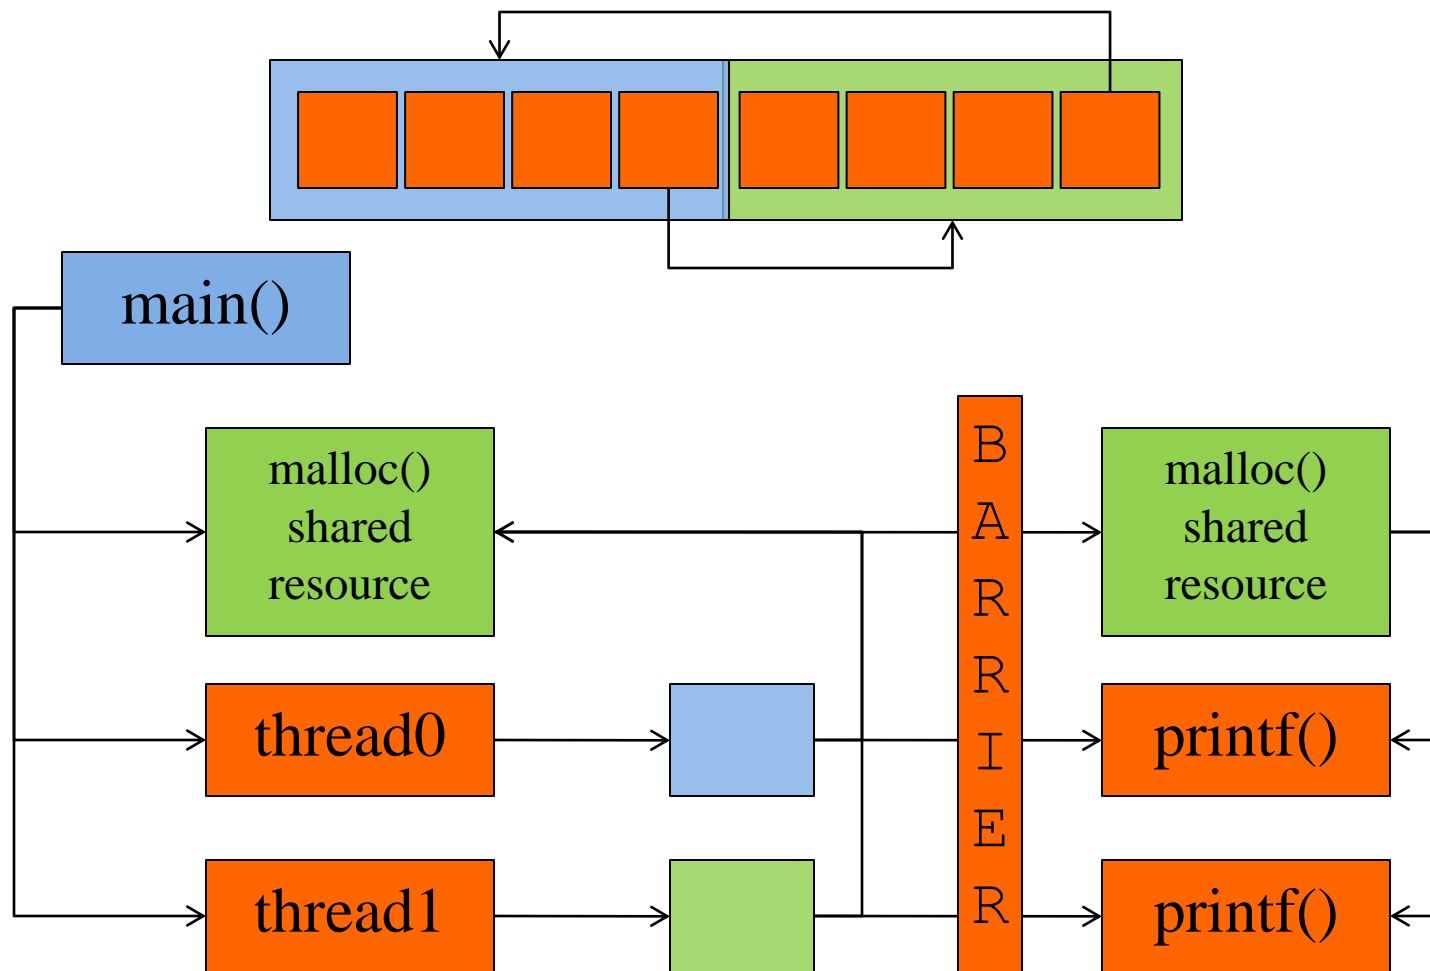 main()
malloc()
shared
resource
thread0
thread1
B
A
R
R
I
E
R
malloc()
shared
resource
printf()
printf()